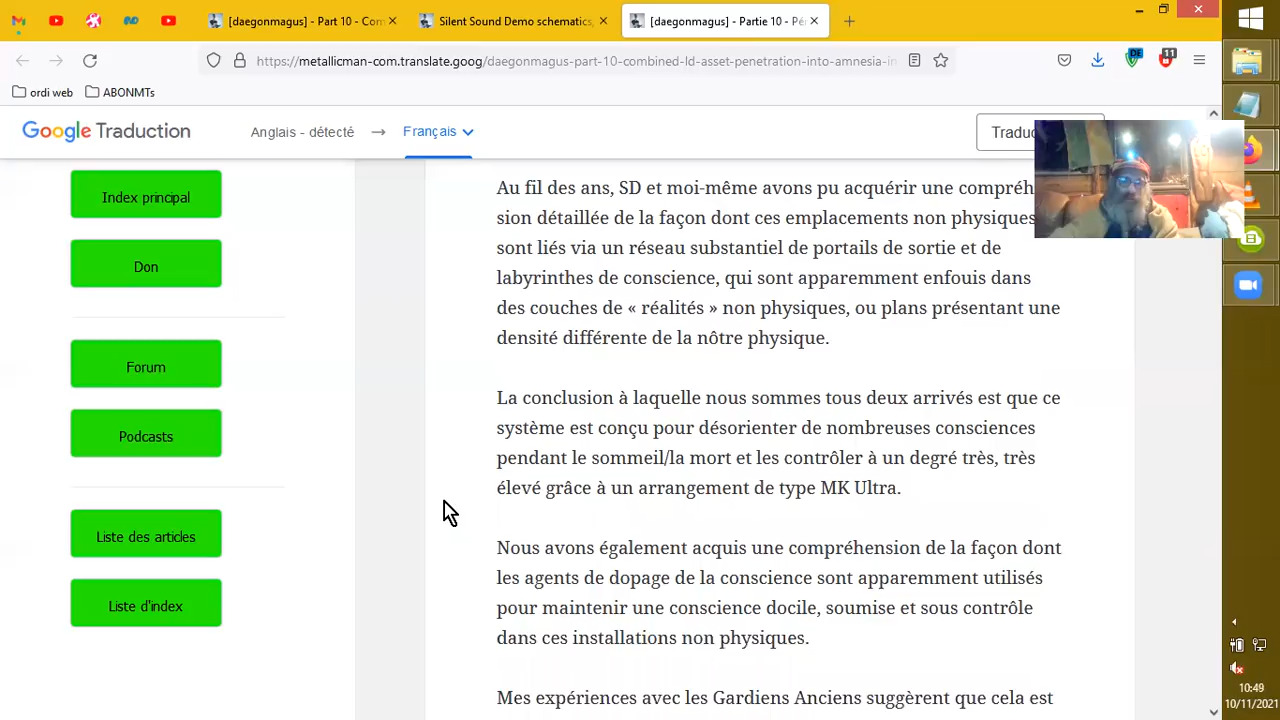 [daegonmagus] - Part 10 - Con
Silent Sound Demo schematics,
[daegonmagus] - Partie 10 - Pé
https://metallicman-com.translate.goog/daegonmagus-part-10-combined-ld-asset-penetration-into-amnesia-in
DE
11
ordi web
ABONMTs
Google Traduction
Anglais - détecté
Français
Traduc
Index principal
Don
Forum
Podcasts
Liste des articles
Liste d'index
Au fil des ans, SD et moi-même avons pu acquérir une compréh
sion détaillée de la façon dont ces emplacements non physiques
sont liés via un réseau substantiel de portails de sortie et de
labyrinthes de conscience, qui sont apparemment enfouis dans
des couches de « réalités » non physiques, ou plans présentant une
densité différente de la nôtre physique.
La conclusion à laquelle nous sommes tous deux arrivés est que ce
système est conçu pour désorienter de nombreuses consciences
pendant le sommeil/la mort et les contrôler à un degré très, très
élevé grâce à un arrangement de type MK Ultra.
Nous avons également acquis une compréhension de la façon dont
les agents de dopage de la conscience sont apparemment utilisés
pour maintenir une conscience docile, soumise et sous contrôle
dans ces installations non physiques.
Mes expériences avec les Gardiens Anciens suggèrent que cela est
10:49
10/11/2021